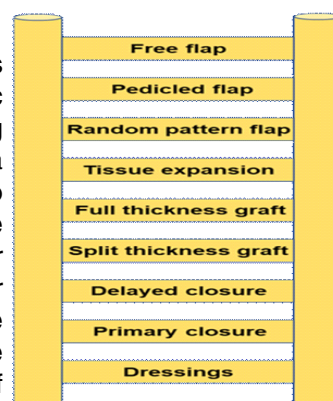 Free flap
Pedicled flap
Random pattern flap
Tissue expansion
Full thickness graft
Split thickness graft
Delayed closure
Primary closure
Dressings